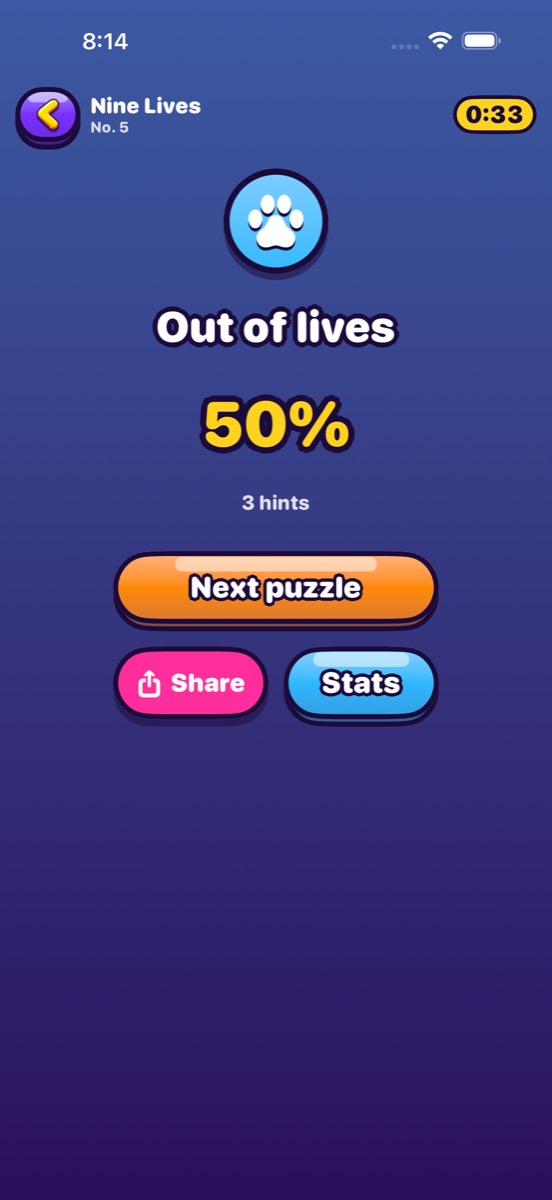 8:14
Nine Lives
No. 5
0:33
Out of lives
50%
3 hints
Next puzzle
Share
Stats